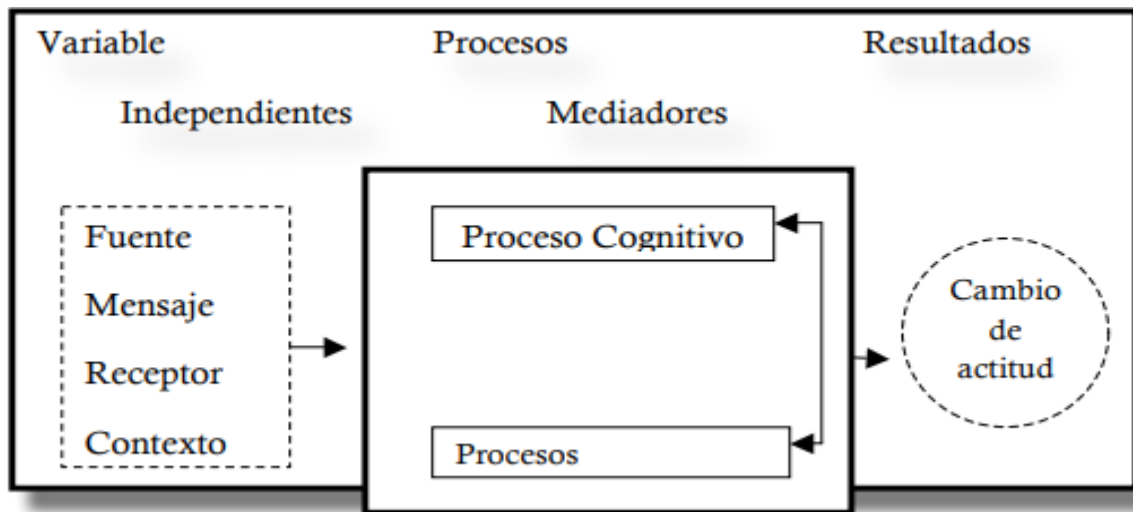 Variable Procesos Resultados
Independientes Mediadores
Fuente
Mensaje
Receptor
Contexto
Proceso Cognitivo
Procesos
Cambio
de
actitud